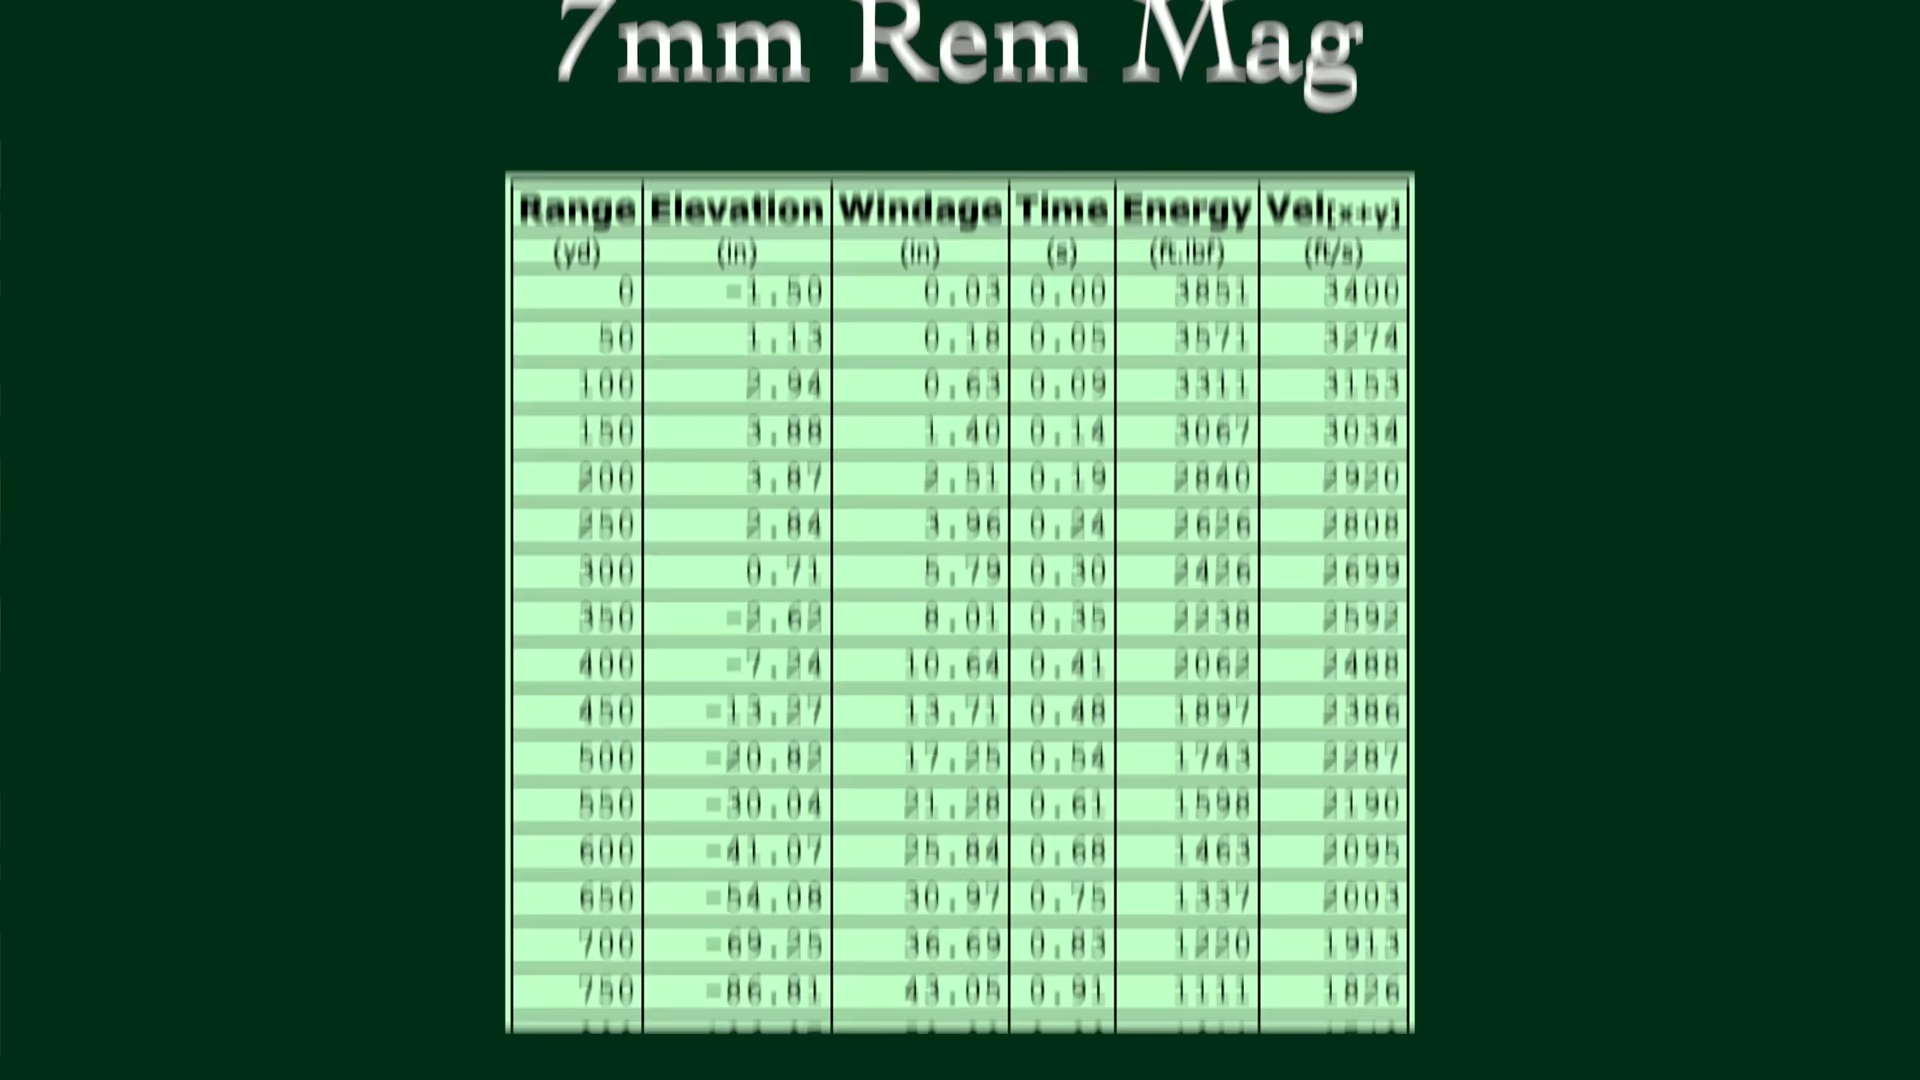 7mm Rem Mag
Range Elevation Windage Time Energy Vel[x+y]
(yd) (in) (in) (s) (ft.lbf) (ft/s)
0 -1.50 0.03 0.00 3851 3400
50 1.13 0.18 0.05 3571 3274
100 2.94 0.63 0.09 3311 3153
150 3.88 1.40 0.14 3067 3034
200 3.87 2.51 0.19 2840 2920
250 2.84 3.96 0.24 2626 2808
300 0.71 5.79 0.30 2426 2699
350 -2.62 8.01 0.35 2238 2592
400 -7.24 10.64 0.41 2062 2488
450 -13.27 13.71 0.48 1897 2386
500 -20.82 17.25 0.54 1743 2287
550 -30.04 21.28 0.61 1598 2190
600 -41.07 25.84 0.68 1463 2095
650 -54.08 30.97 0.75 1337 2003
700 -69.25 36.69 0.83 1220 1913
750 -86.81 43.05 0.91 1111 1826